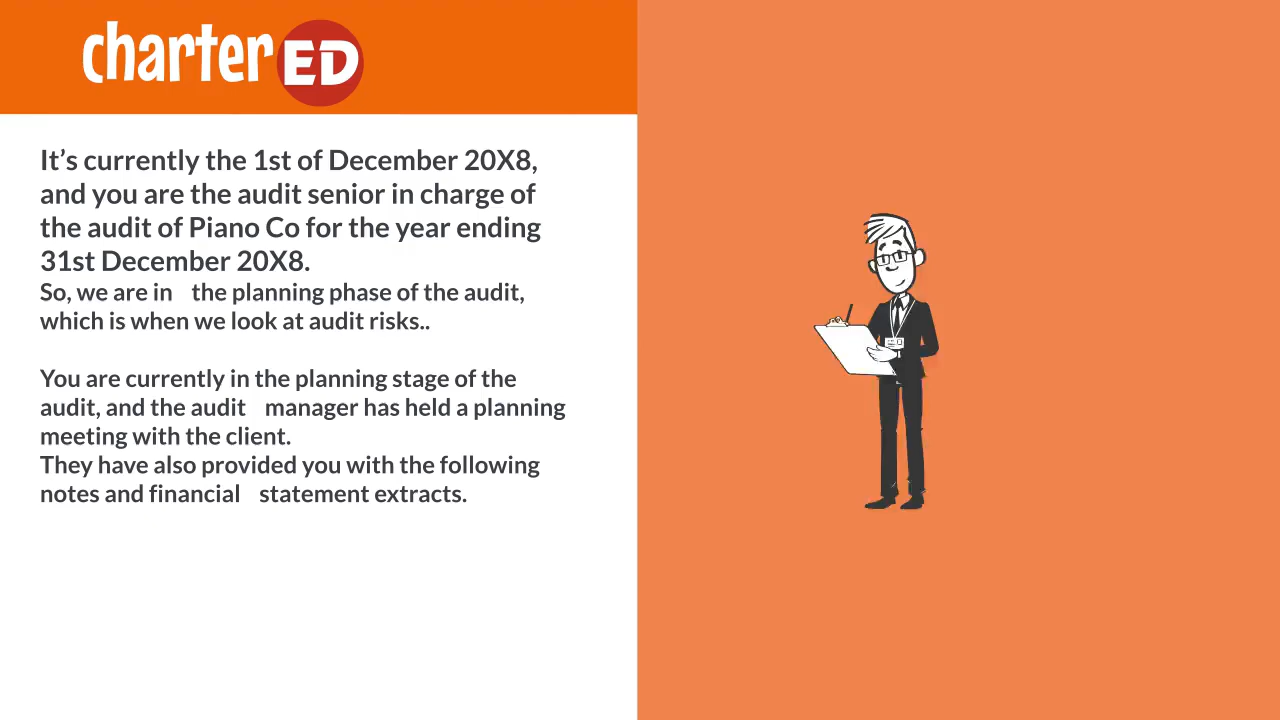 charterED
It’s currently the 1st of December 20X8,
and you are the audit senior in charge of
the audit of Piano Co for the year ending
31st December 20X8.
So, we are in the planning phase of the audit,
which is when we look at audit risks..
You are currently in the planning stage of the
audit, and the audit manager has held a planning
meeting with the client.
They have also provided you with the following
notes and financial statement extracts.